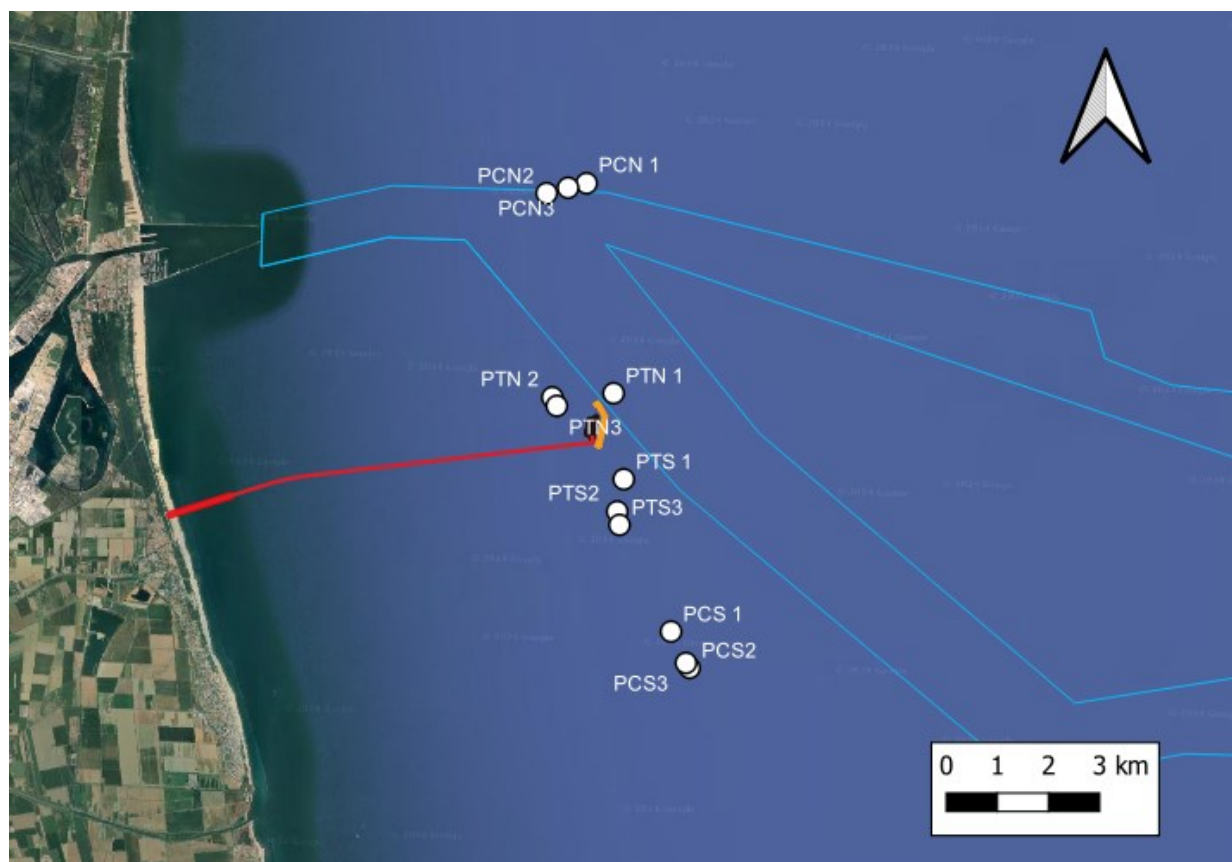 PCN 1
PCN2
PCN3
PTN 2
PTN 1
PTN3
PTS 1
PTS2
PTS3
PCS 1
PCS2
PCS3
0 1 2 3 km